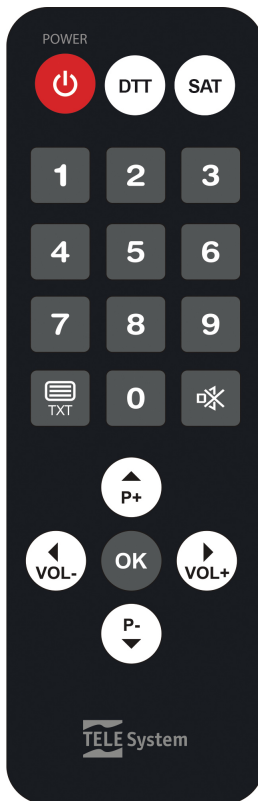 POWER
DTT SAT
1 2 3
4 5 6
7 8 9
TXT 0
P+
VOL- OK VOL+
P-
TELE System